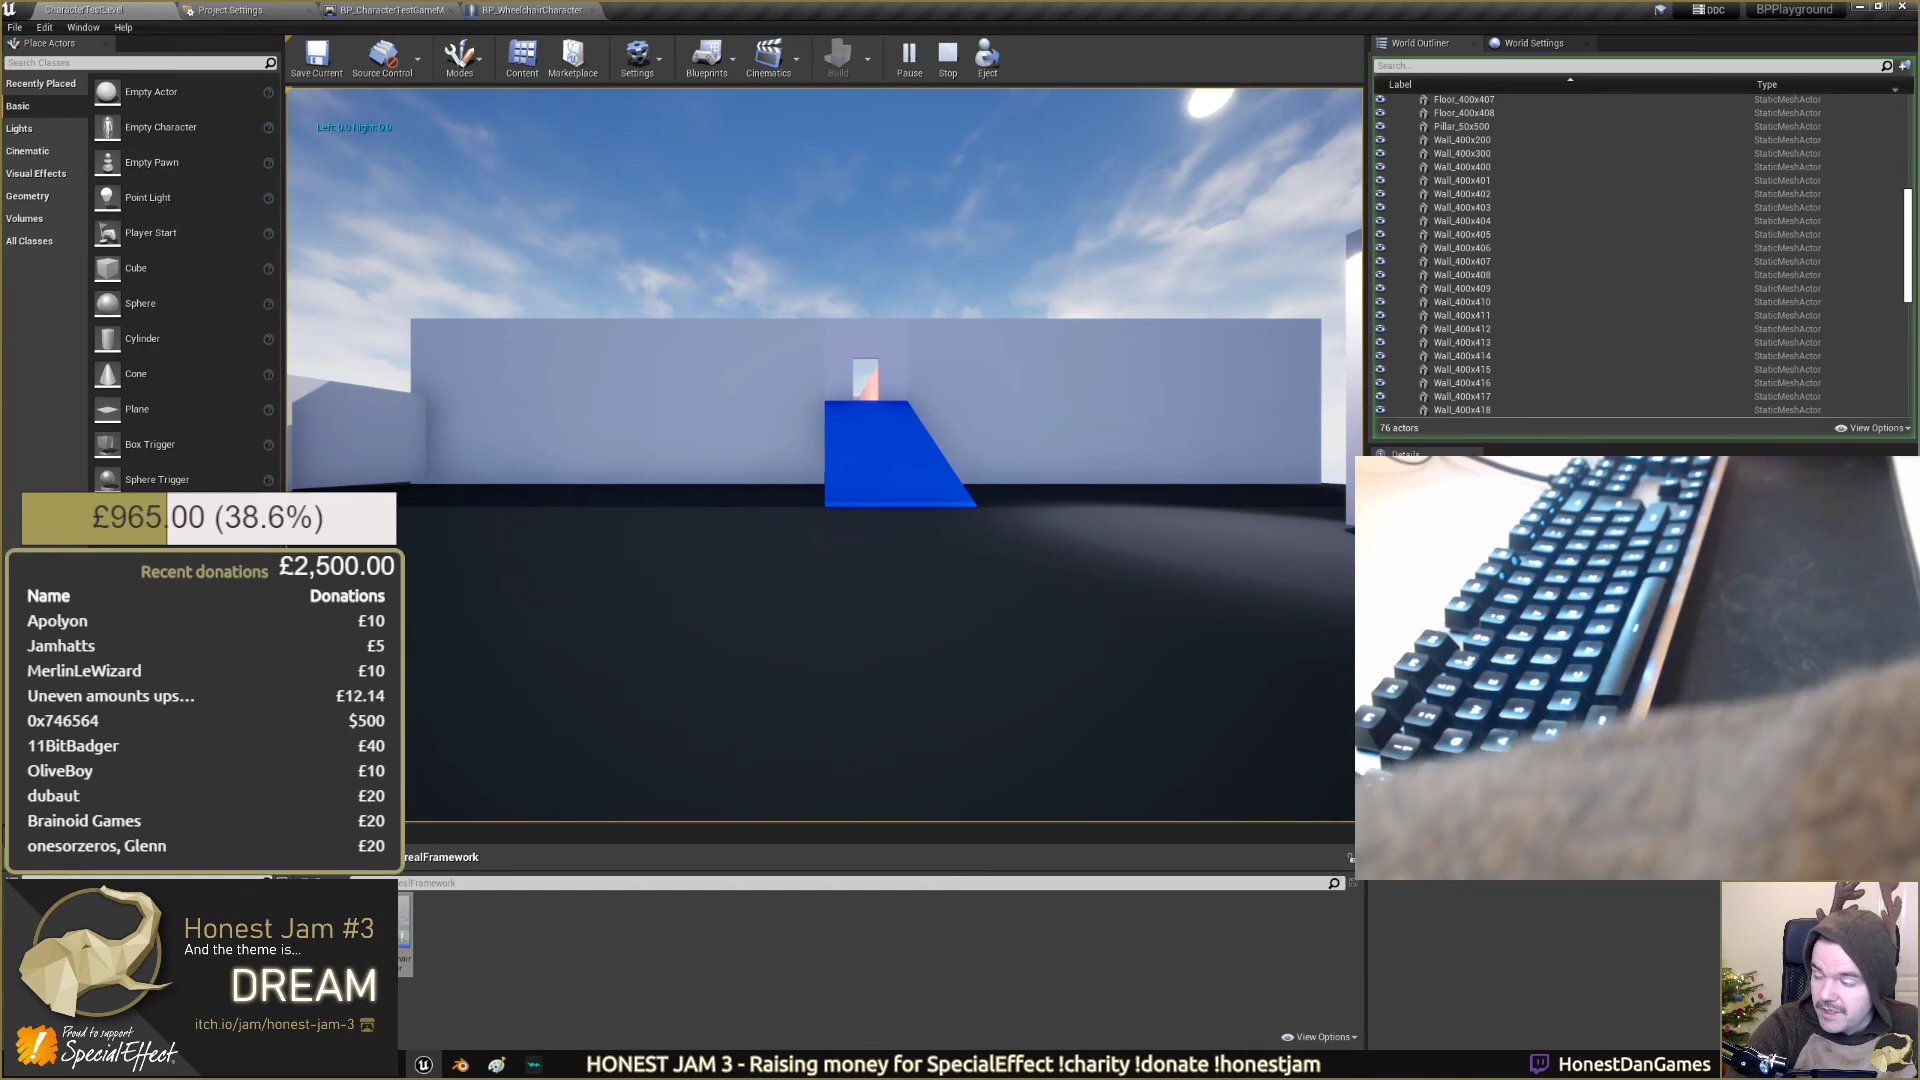 CharacterTestLevel
Project Settings
BP_CharacterTestGameM
BP_WheelchairCharacter
DDC
BPPlayground
File Edit Window Help
Place Actors
Search Classes
Recently Placed
Basic
Lights
Cinematic
Visual Effects
Geometry
Volumes
All Classes
Empty Actor
Empty Character
Empty Pawn
Point Light
Player Start
Cube
Sphere
Cylinder
Cone
Plane
Box Trigger
Sphere Trigger
Save Current
Source Control
Modes
Content
Marketplace
Settings
Blueprints
Cinematics
Build
Pause
Stop
Eject
Left: 0.0 Right: 0.0
World Outliner
World Settings
Search...
Label Type
Floor_400x407 StaticMeshActor
Floor_400x408 StaticMeshActor
Pillar_50x500 StaticMeshActor
Wall_400x200 StaticMeshActor
Wall_400x300 StaticMeshActor
Wall_400x400 StaticMeshActor
Wall_400x401 StaticMeshActor
Wall_400x402 StaticMeshActor
Wall_400x403 StaticMeshActor
Wall_400x404 StaticMeshActor
Wall_400x405 StaticMeshActor
Wall_400x406 StaticMeshActor
Wall_400x407 StaticMeshActor
Wall_400x408 StaticMeshActor
Wall_400x409 StaticMeshActor
Wall_400x410 StaticMeshActor
Wall_400x411 StaticMeshActor
Wall_400x412 StaticMeshActor
Wall_400x413 StaticMeshActor
Wall_400x414 StaticMeshActor
Wall_400x415 StaticMeshActor
Wall_400x416 StaticMeshActor
Wall_400x417 StaticMeshActor
Wall_400x418 StaticMeshActor
76 actors
View Options
Details
£965.00 (38.6%)
Recent donations £2,500.00
Name Donations
Apolyon £10
Jamhatts £5
MerlinLeWizard £10
Uneven amounts ups... £12.14
0x746564 $500
11BitBadger £40
OliveBoy £10
dubaut £20
Brainoid Games £20
onesorzeros, Glenn £20
realFramework
ealFramework
Honest Jam #3
And the theme is...
DREAM
itch.io/jam/honest-jam-3
Proud to support
SpecialEffect
View Options
HONEST JAM 3 - Raising money for SpecialEffect !charity !donate !honestjam
HonestDanGames